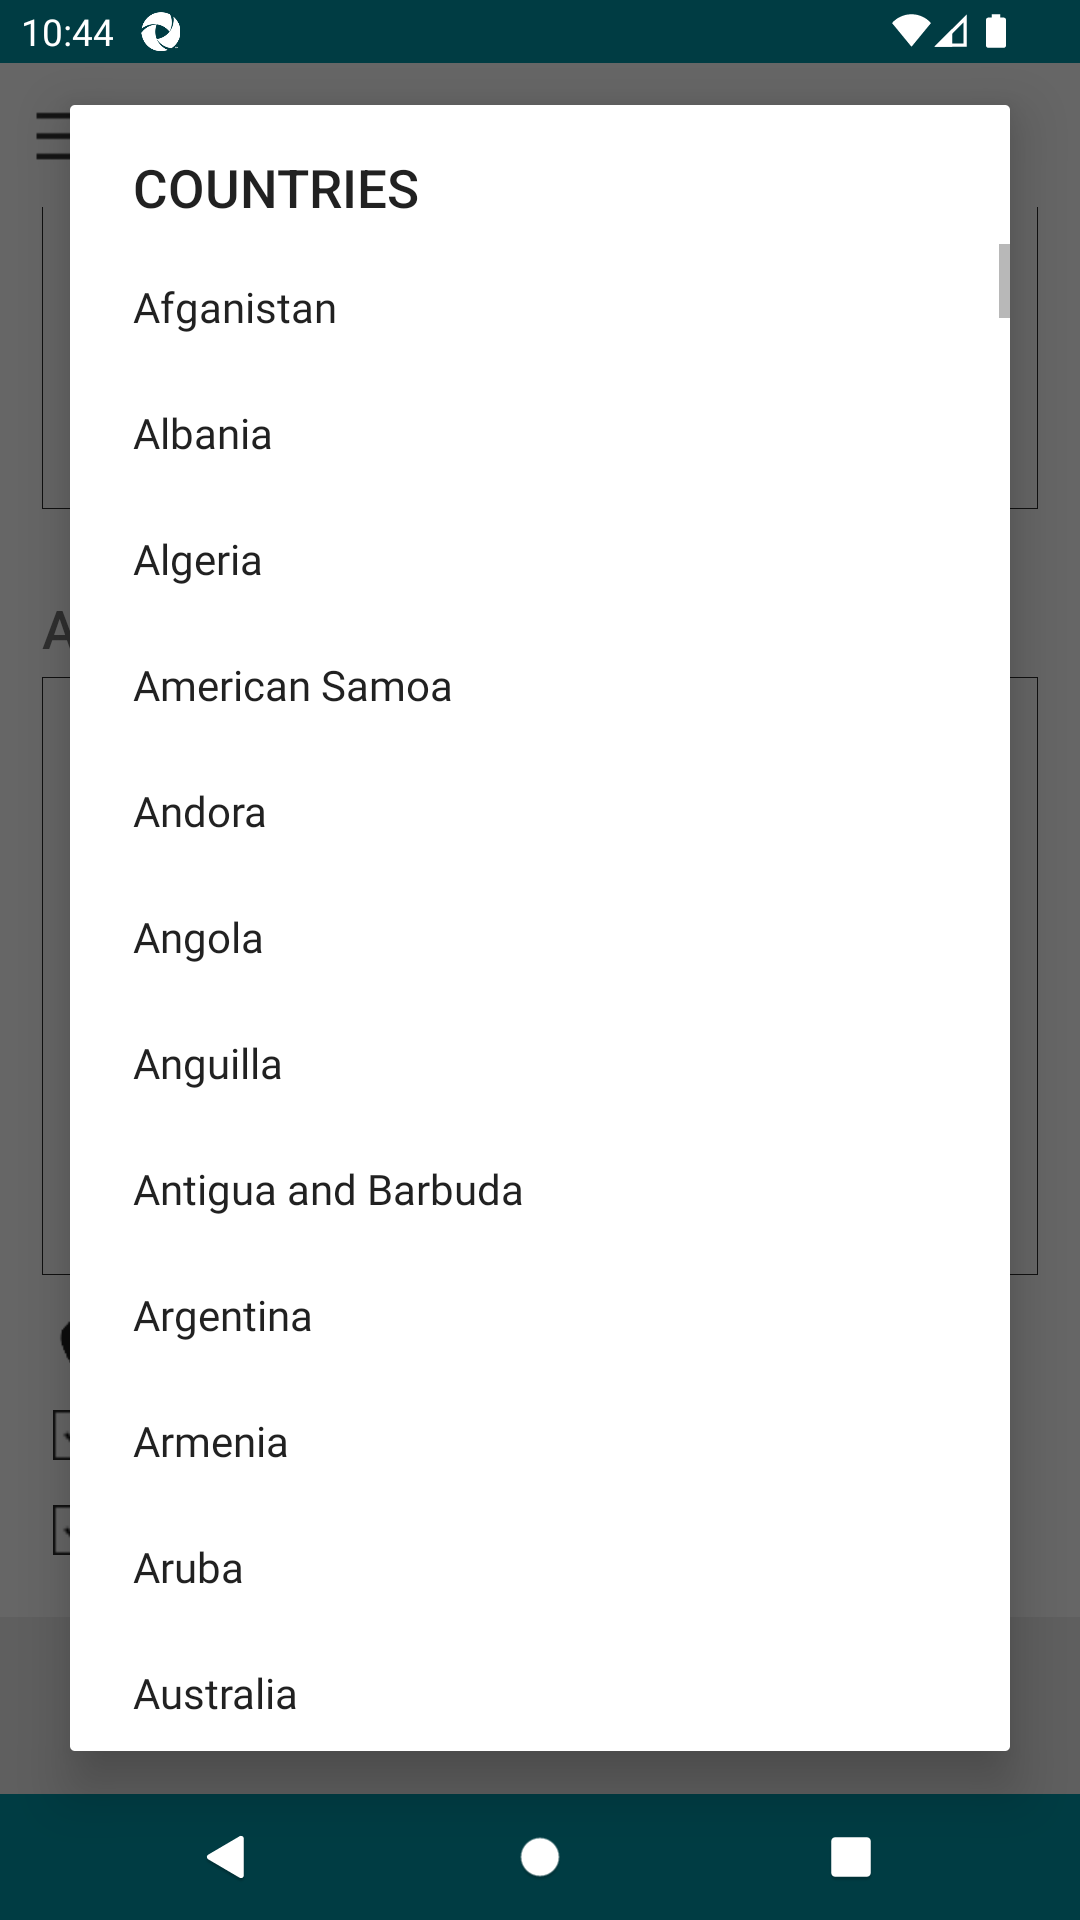 10:44
COUNTRIES
Afganistan
Albania
Algeria
American Samoa
Andora
Angola
Anguilla
Antigua and Barbuda
Argentina
Armenia
Aruba
Australia